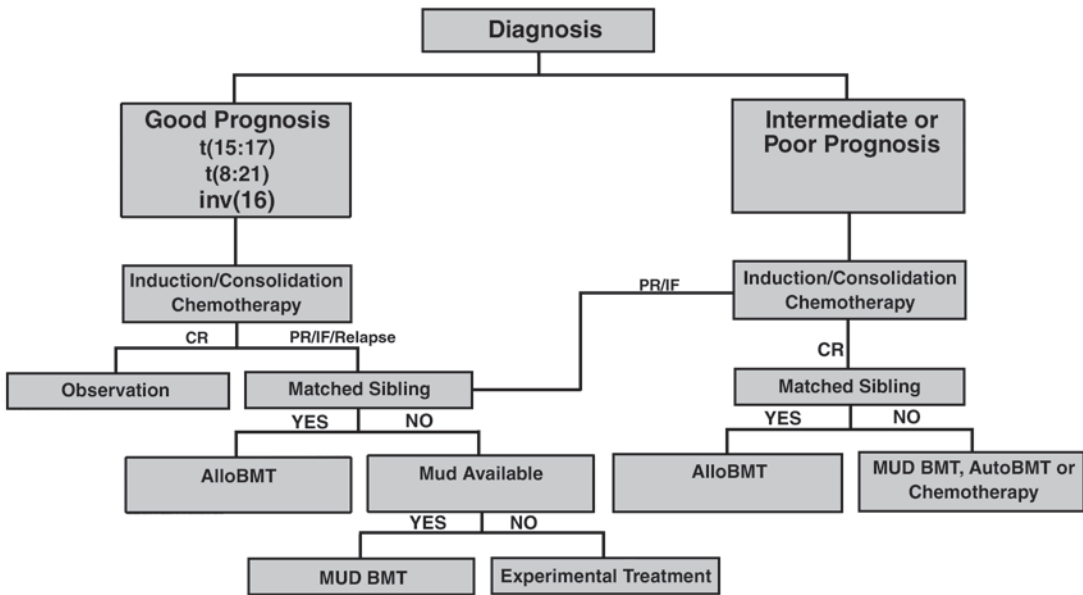 Diagnosis
Good Prognosis
t(15:17)
t(8:21)
inv(16)
Intermediate or
Poor Prognosis
Induction/Consolidation
Chemotherapy
PR/IF
Induction/Consolidation
Chemotherapy
CR
PR/IF/Relapse
CR
Observation
Matched Sibling
Matched Sibling
YES
NO
YES
NO
AlloBMT
Mud Available
AlloBMT
MUD BMT, AutoBMT or
Chemotherapy
YES
NO
MUD BMT
Experimental Treatment